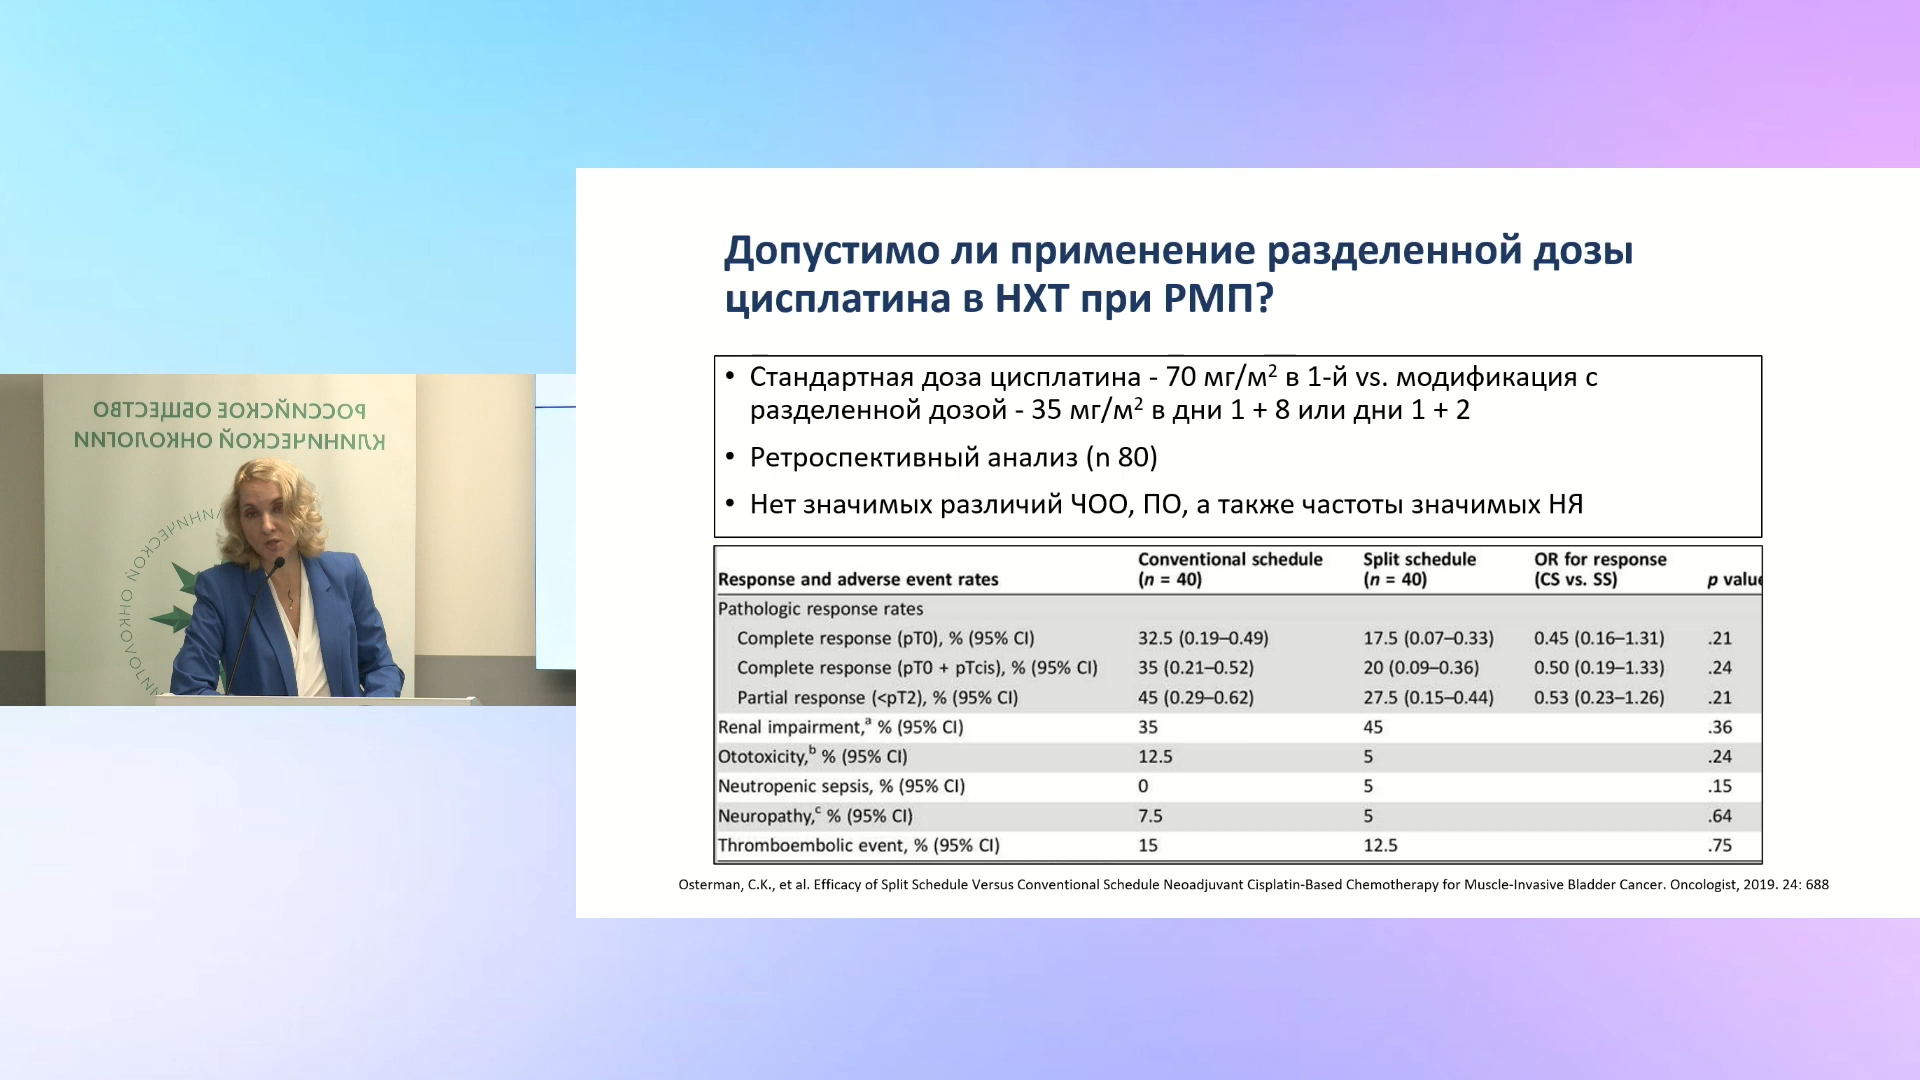 РОССИЙСКОЕ ОБЩЕСТВО
КЛИНИЧЕСКОЙ ОНКОЛОГИИ
Допустимо ли применение разделенной дозы
цисплатина в НХТ при РМП?
• Стандартная доза цисплатина - 70 мг/м² в 1-й vs. модификация с
разделенной дозой - 35 мг/м² в дни 1 + 8 или дни 1 + 2
• Ретроспективный анализ (n 80)
• Нет значимых различий ЧОО, ПО, а также частоты значимых НЯ
Response and adverse event rates Conventional schedule (n = 40) Split schedule (n = 40) OR for response (CS vs. SS) p value
Pathologic response rates
Complete response (pT0), % (95% CI) 32.5 (0.19–0.49) 17.5 (0.07–0.33) 0.45 (0.16–1.31) .21
Complete response (pT0 + pTcis), % (95% CI) 35 (0.21–0.52) 20 (0.09–0.36) 0.50 (0.19–1.33) .24
Partial response (<pT2), % (95% CI) 45 (0.29–0.62) 27.5 (0.15–0.44) 0.53 (0.23–1.26) .21
Renal impairment,ᵃ % (95% CI) 35 45 .36
Ototoxicity,ᵇ % (95% CI) 12.5 5 .24
Neutropenic sepsis, % (95% CI) 0 5 .15
Neuropathy,ᶜ % (95% CI) 7.5 5 .64
Thromboembolic event, % (95% CI) 15 12.5 .75
Osterman, C.K., et al. Efficacy of Split Schedule Versus Conventional Schedule Neoadjuvant Cisplatin-Based Chemotherapy for Muscle-Invasive Bladder Cancer. Oncologist, 2019. 24: 688